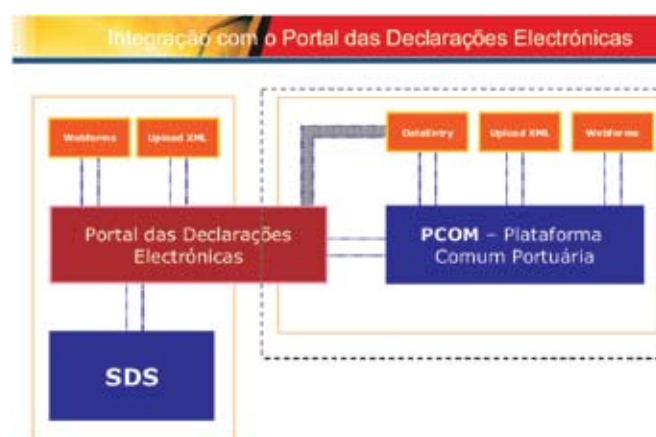 Integração com o Portal das Declarações Electrónicas
Webforms
Upload XML
DataEntry
Upload XML
Webforms
Portal das Declarações
Electrónicas
PCOM – Plataforma
Comum Portuária
SDS